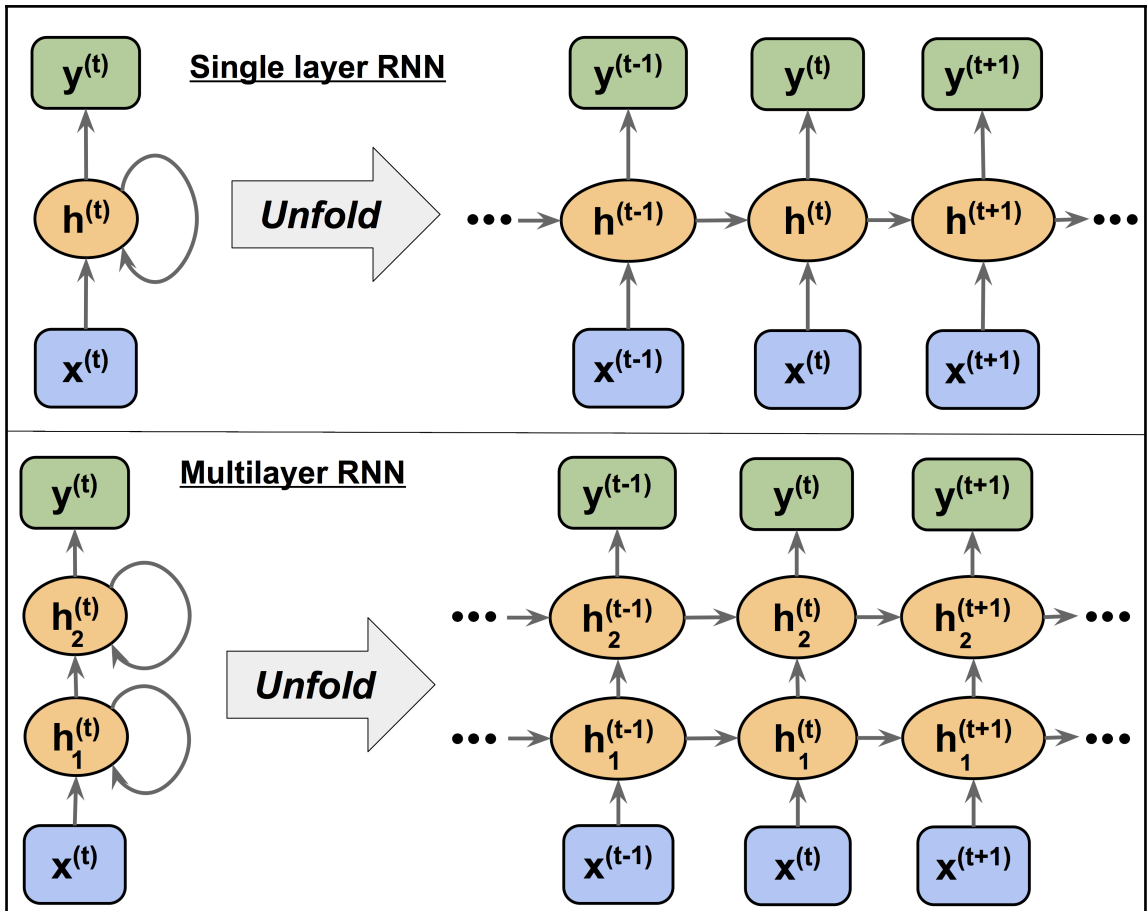 Single layer RNN
y(t)
y(t-1) y(t) y(t+1)
h(t)
Unfold
••• h(t-1) h(t) h(t+1) •••
x(t)
x(t-1) x(t) x(t+1)
Multilayer RNN
y(t)
y(t-1) y(t) y(t+1)
h2(t)
••• h2(t-1) h2(t) h2(t+1) •••
Unfold
h1(t)
••• h1(t-1) h1(t) h1(t+1) •••
x(t)
x(t-1) x(t) x(t+1)